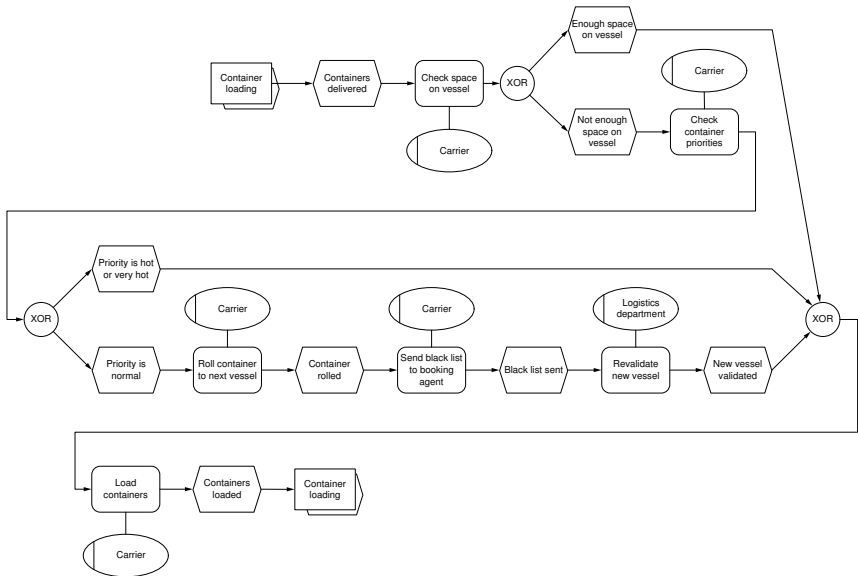 Enough space
on vessel
Container
loading
Containers
delivered
Check space
on vessel
XOR
Carrier
Carrier
Not enough
space on
vessel
Check
container
priorities
Priority is hot
or very hot
XOR
Carrier
Carrier
Logistics
department
XOR
Priority is
normal
Roll container
to next vessel
Container
rolled
Send black list
to booking
agent
Black list sent
Revalidate
new vessel
New vessel
validated
Load
containers
Containers
loaded
Container
loading
Carrier